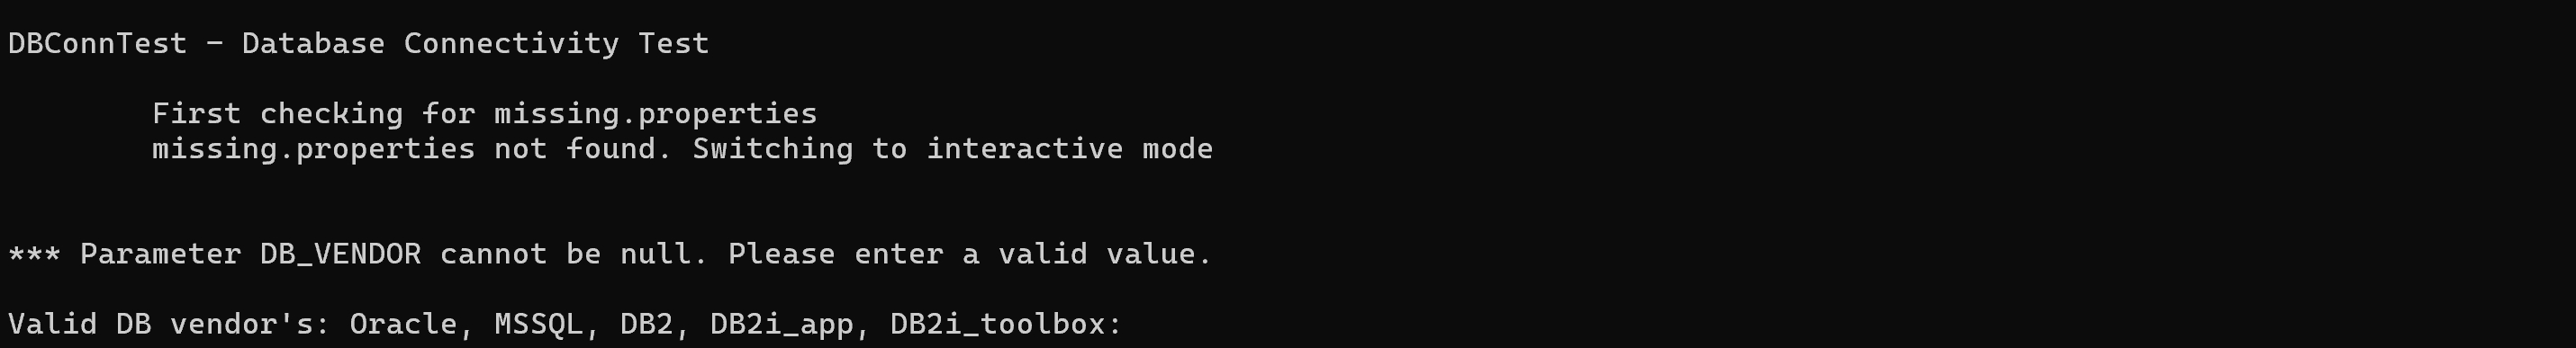 DBConnTest - Database Connectivity Test
First checking for missing.properties
missing.properties not found. Switching to interactive mode
*** Parameter DB_VENDOR cannot be null. Please enter a valid value.
Valid DB vendor's: Oracle, MSSQL, DB2, DB2i_app, DB2i_toolbox: